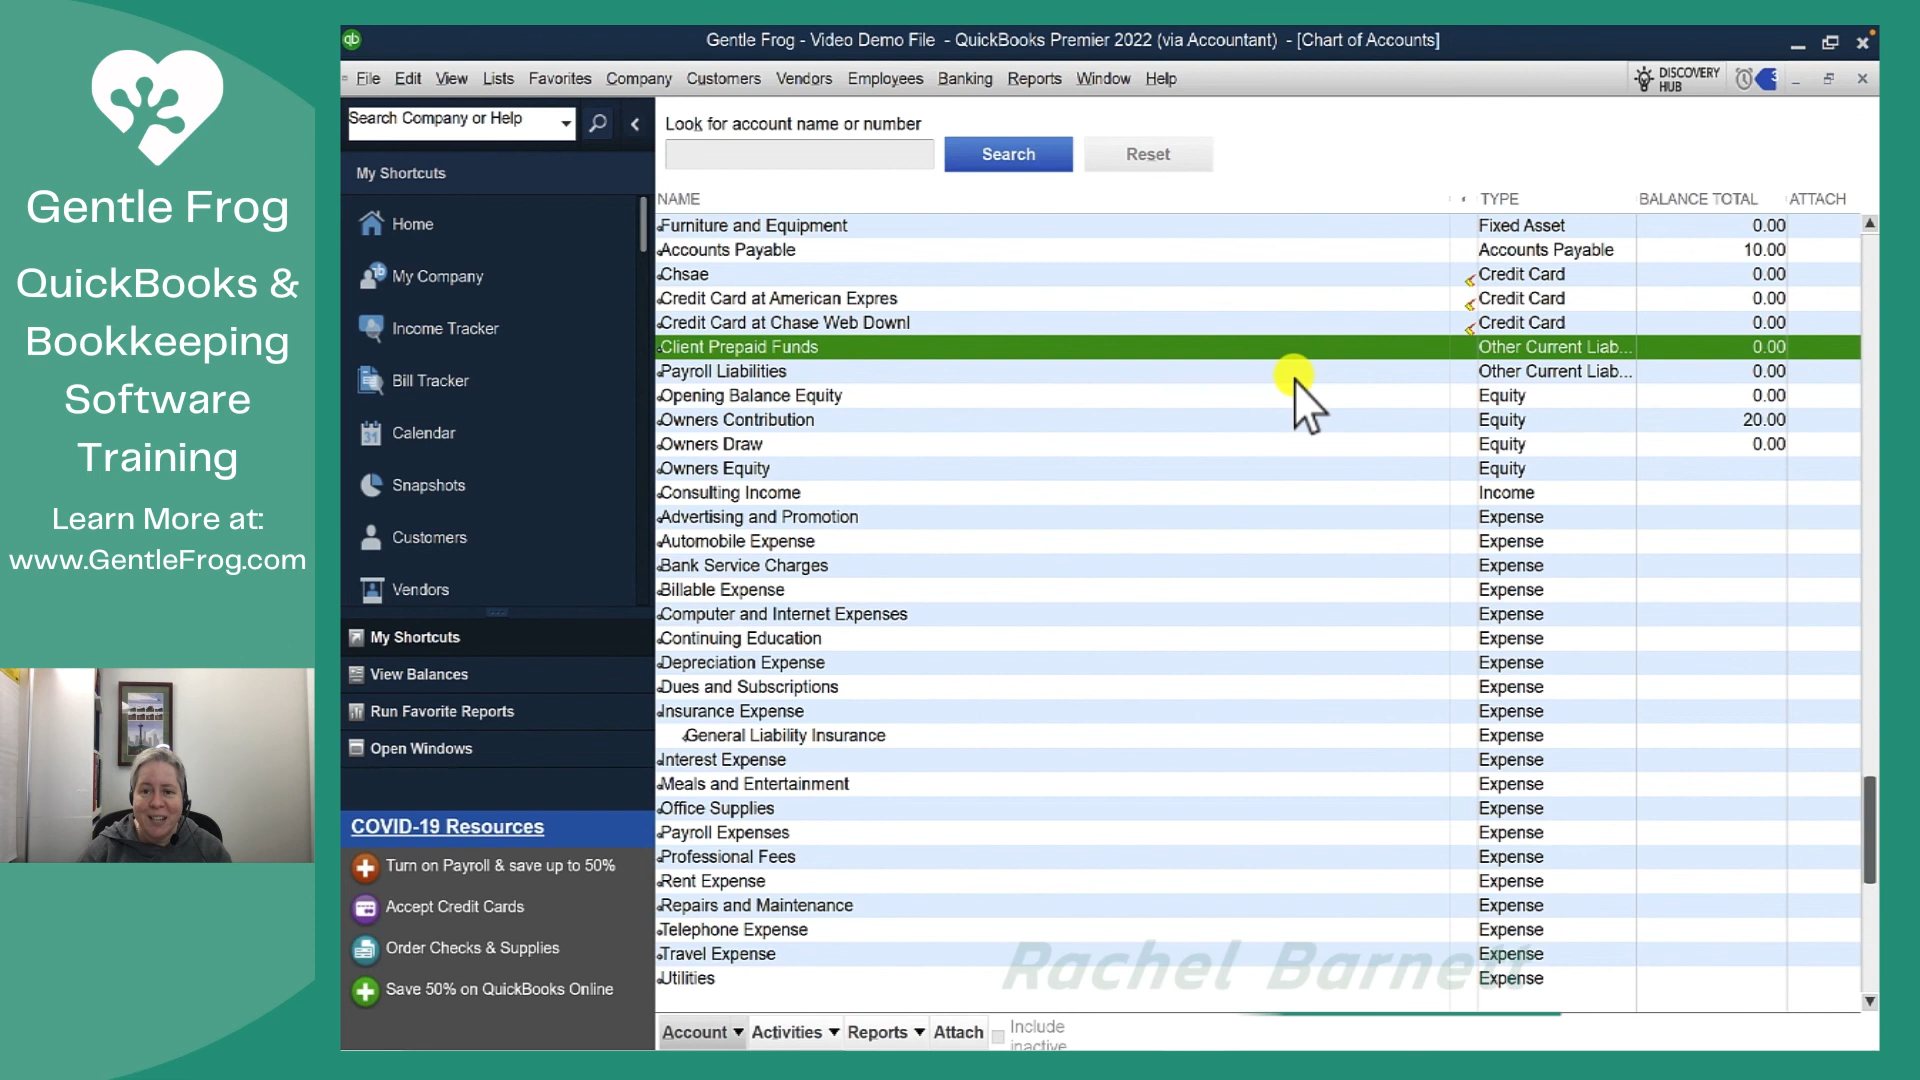 Gentle Frog
QuickBooks &
Bookkeeping
Software
Training
Learn More at:
www.GentleFrog.com
qb
Gentle Frog - Video Demo File - QuickBooks Premier 2022 (via Accountant) - [Chart of Accounts]
File Edit View Lists Favorites Company Customers Vendors Employees Banking Reports Window Help
DISCOVERY
HUB
3
Search Company or Help
My Shortcuts
Home
My Company
Income Tracker
Bill Tracker
31
Calendar
Snapshots
Customers
Vendors
My Shortcuts
View Balances
Run Favorite Reports
Open Windows
COVID-19 Resources
Turn on Payroll & save up to 50%
Accept Credit Cards
Order Checks & Supplies
Save 50% on QuickBooks Online
Look for account name or number
Search Reset
NAME TYPE BALANCE TOTAL ATTACH
Furniture and Equipment Fixed Asset 0.00
Accounts Payable Accounts Payable 10.00
Chsae Credit Card 0.00
Credit Card at American Expres Credit Card 0.00
Credit Card at Chase Web Downl Credit Card 0.00
Client Prepaid Funds Other Current Liab... 0.00
Payroll Liabilities Other Current Liab... 0.00
Opening Balance Equity Equity 0.00
Owners Contribution Equity 20.00
Owners Draw Equity 0.00
Owners Equity Equity
Consulting Income Income
Advertising and Promotion Expense
Automobile Expense Expense
Bank Service Charges Expense
Billable Expense Expense
Computer and Internet Expenses Expense
Continuing Education Expense
Depreciation Expense Expense
Dues and Subscriptions Expense
Insurance Expense Expense
General Liability Insurance Expense
Interest Expense Expense
Meals and Entertainment Expense
Office Supplies Expense
Payroll Expenses Expense
Professional Fees Expense
Rent Expense Expense
Repairs and Maintenance Expense
Telephone Expense Expense
Travel Expense Expense
Utilities Expense
Rachel Barnett
Account Activities Reports Attach
Include
inactive